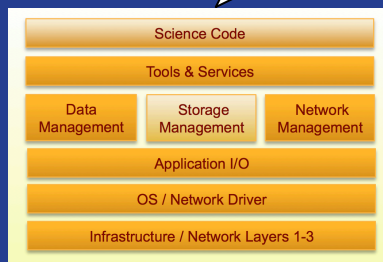 Science Code
Tools & Services
Data
Management
Storage
Management
Network
Management
Application I/O
OS / Network Driver
Infrastructure / Network Layers 1-3